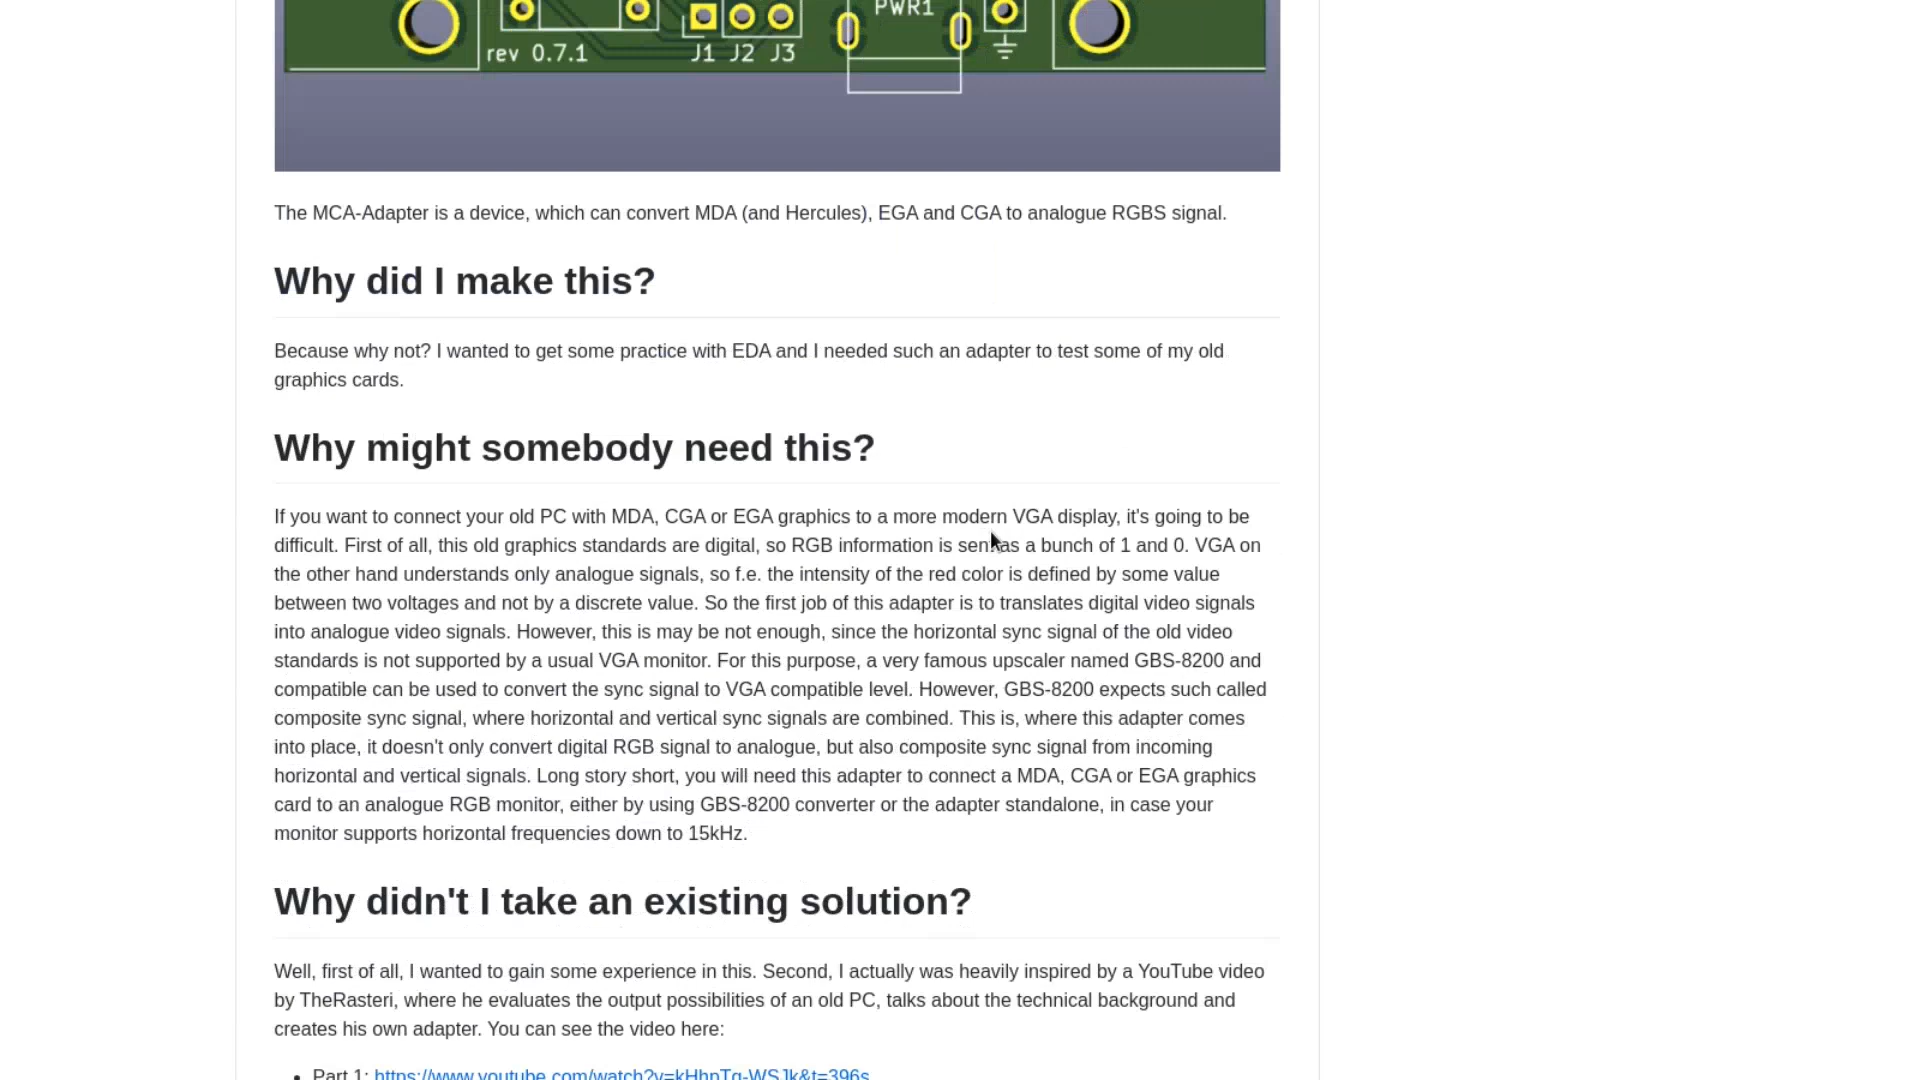 PWR1
rev 0.7.1
J1 J2 J3
The MCA-Adapter is a device, which can convert MDA (and Hercules), EGA and CGA to analogue RGBS signal.
Why did I make this?
Because why not? I wanted to get some practice with EDA and I needed such an adapter to test some of my old
graphics cards.
Why might somebody need this?
If you want to connect your old PC with MDA, CGA or EGA graphics to a more modern VGA display, it's going to be
difficult. First of all, this old graphics standards are digital, so RGB information is sent as a bunch of 1 and 0. VGA on
the other hand understands only analogue signals, so f.e. the intensity of the red color is defined by some value
between two voltages and not by a discrete value. So the first job of this adapter is to translates digital video signals
into analogue video signals. However, this is may be not enough, since the horizontal sync signal of the old video
standards is not supported by a usual VGA monitor. For this purpose, a very famous upscaler named GBS-8200 and
compatible can be used to convert the sync signal to VGA compatible level. However, GBS-8200 expects such called
composite sync signal, where horizontal and vertical sync signals are combined. This is, where this adapter comes
into place, it doesn't only convert digital RGB signal to analogue, but also composite sync signal from incoming
horizontal and vertical signals. Long story short, you will need this adapter to connect a MDA, CGA or EGA graphics
card to an analogue RGB monitor, either by using GBS-8200 converter or the adapter standalone, in case your
monitor supports horizontal frequencies down to 15kHz.
Why didn't I take an existing solution?
Well, first of all, I wanted to gain some experience in this. Second, I actually was heavily inspired by a YouTube video
by TheRasteri, where he evaluates the output possibilities of an old PC, talks about the technical background and
creates his own adapter. You can see the video here:
• Part 1: https://www.youtube.com/watch?v=kHhpTg-WSJk&t=396s